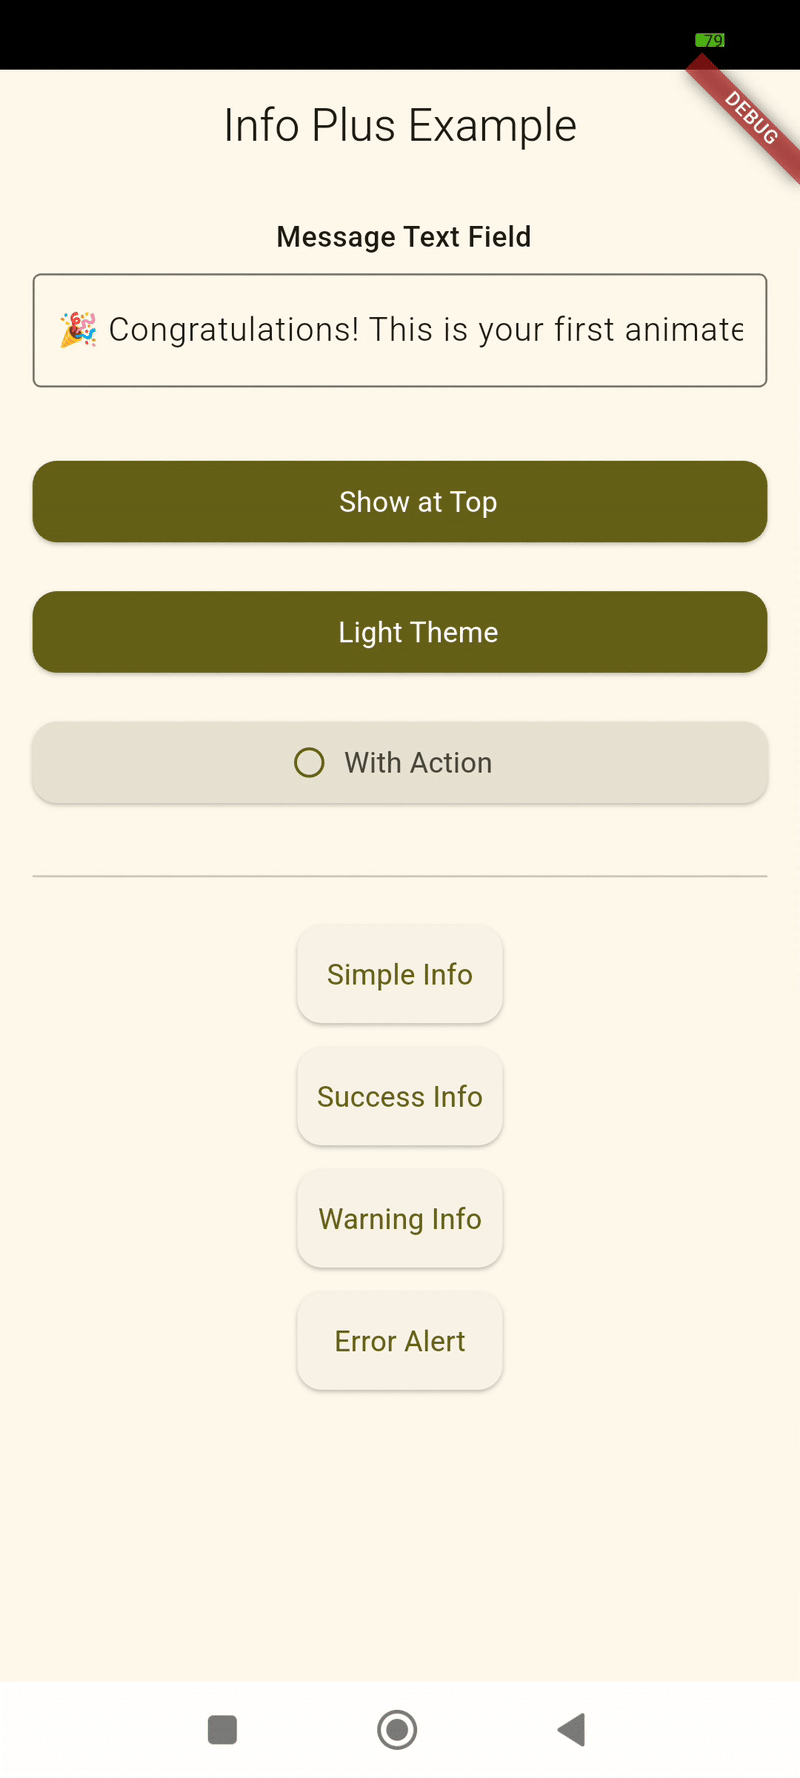 79
DEBUG
Info Plus Example
Message Text Field
🎉 Congratulations! This is your first animate
Show at Top
Light Theme
With Action
Simple Info
Success Info
Warning Info
Error Alert